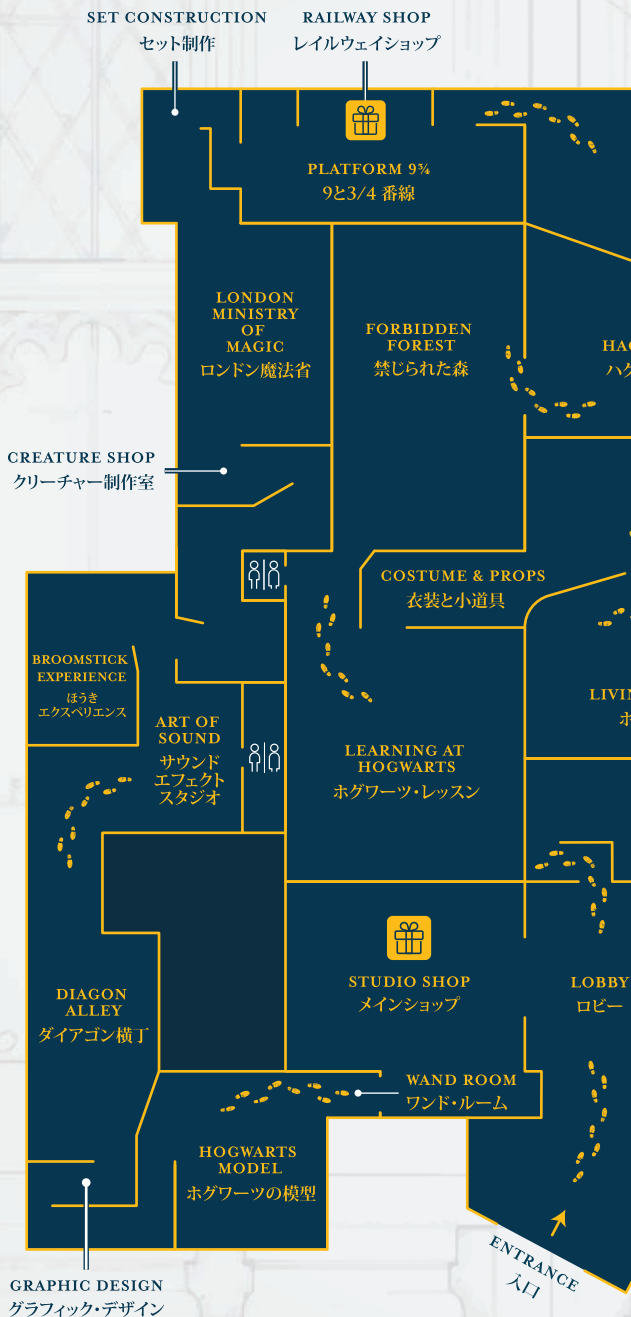 SET CONSTRUCTION
セット制作
RAILWAY SHOP
レイルウェイショップ
PLATFORM 9¾
9と3/4 番線
LONDON
MINISTRY
OF
MAGIC
ロンドン魔法省
FORBIDDEN
FOREST
禁じられた森
HAG
ハグ
CREATURE SHOP
クリーチャー制作室
COSTUME & PROPS
衣装と小道具
BROOMSTICK
EXPERIENCE
ほうき
エクスペリエンス
ART OF
SOUND
サウンド
エフェクト
スタジオ
LIVIN
ホ
LEARNING AT
HOGWARTS
ホグワーツ・レッスン
STUDIO SHOP
メインショップ
LOBBY
ロビー
DIAGON
ALLEY
ダイアゴン横丁
WAND ROOM
ワンド・ルーム
HOGWARTS
MODEL
ホグワーツの模型
ENTRANCE
入口
GRAPHIC DESIGN
グラフィック・デザイン